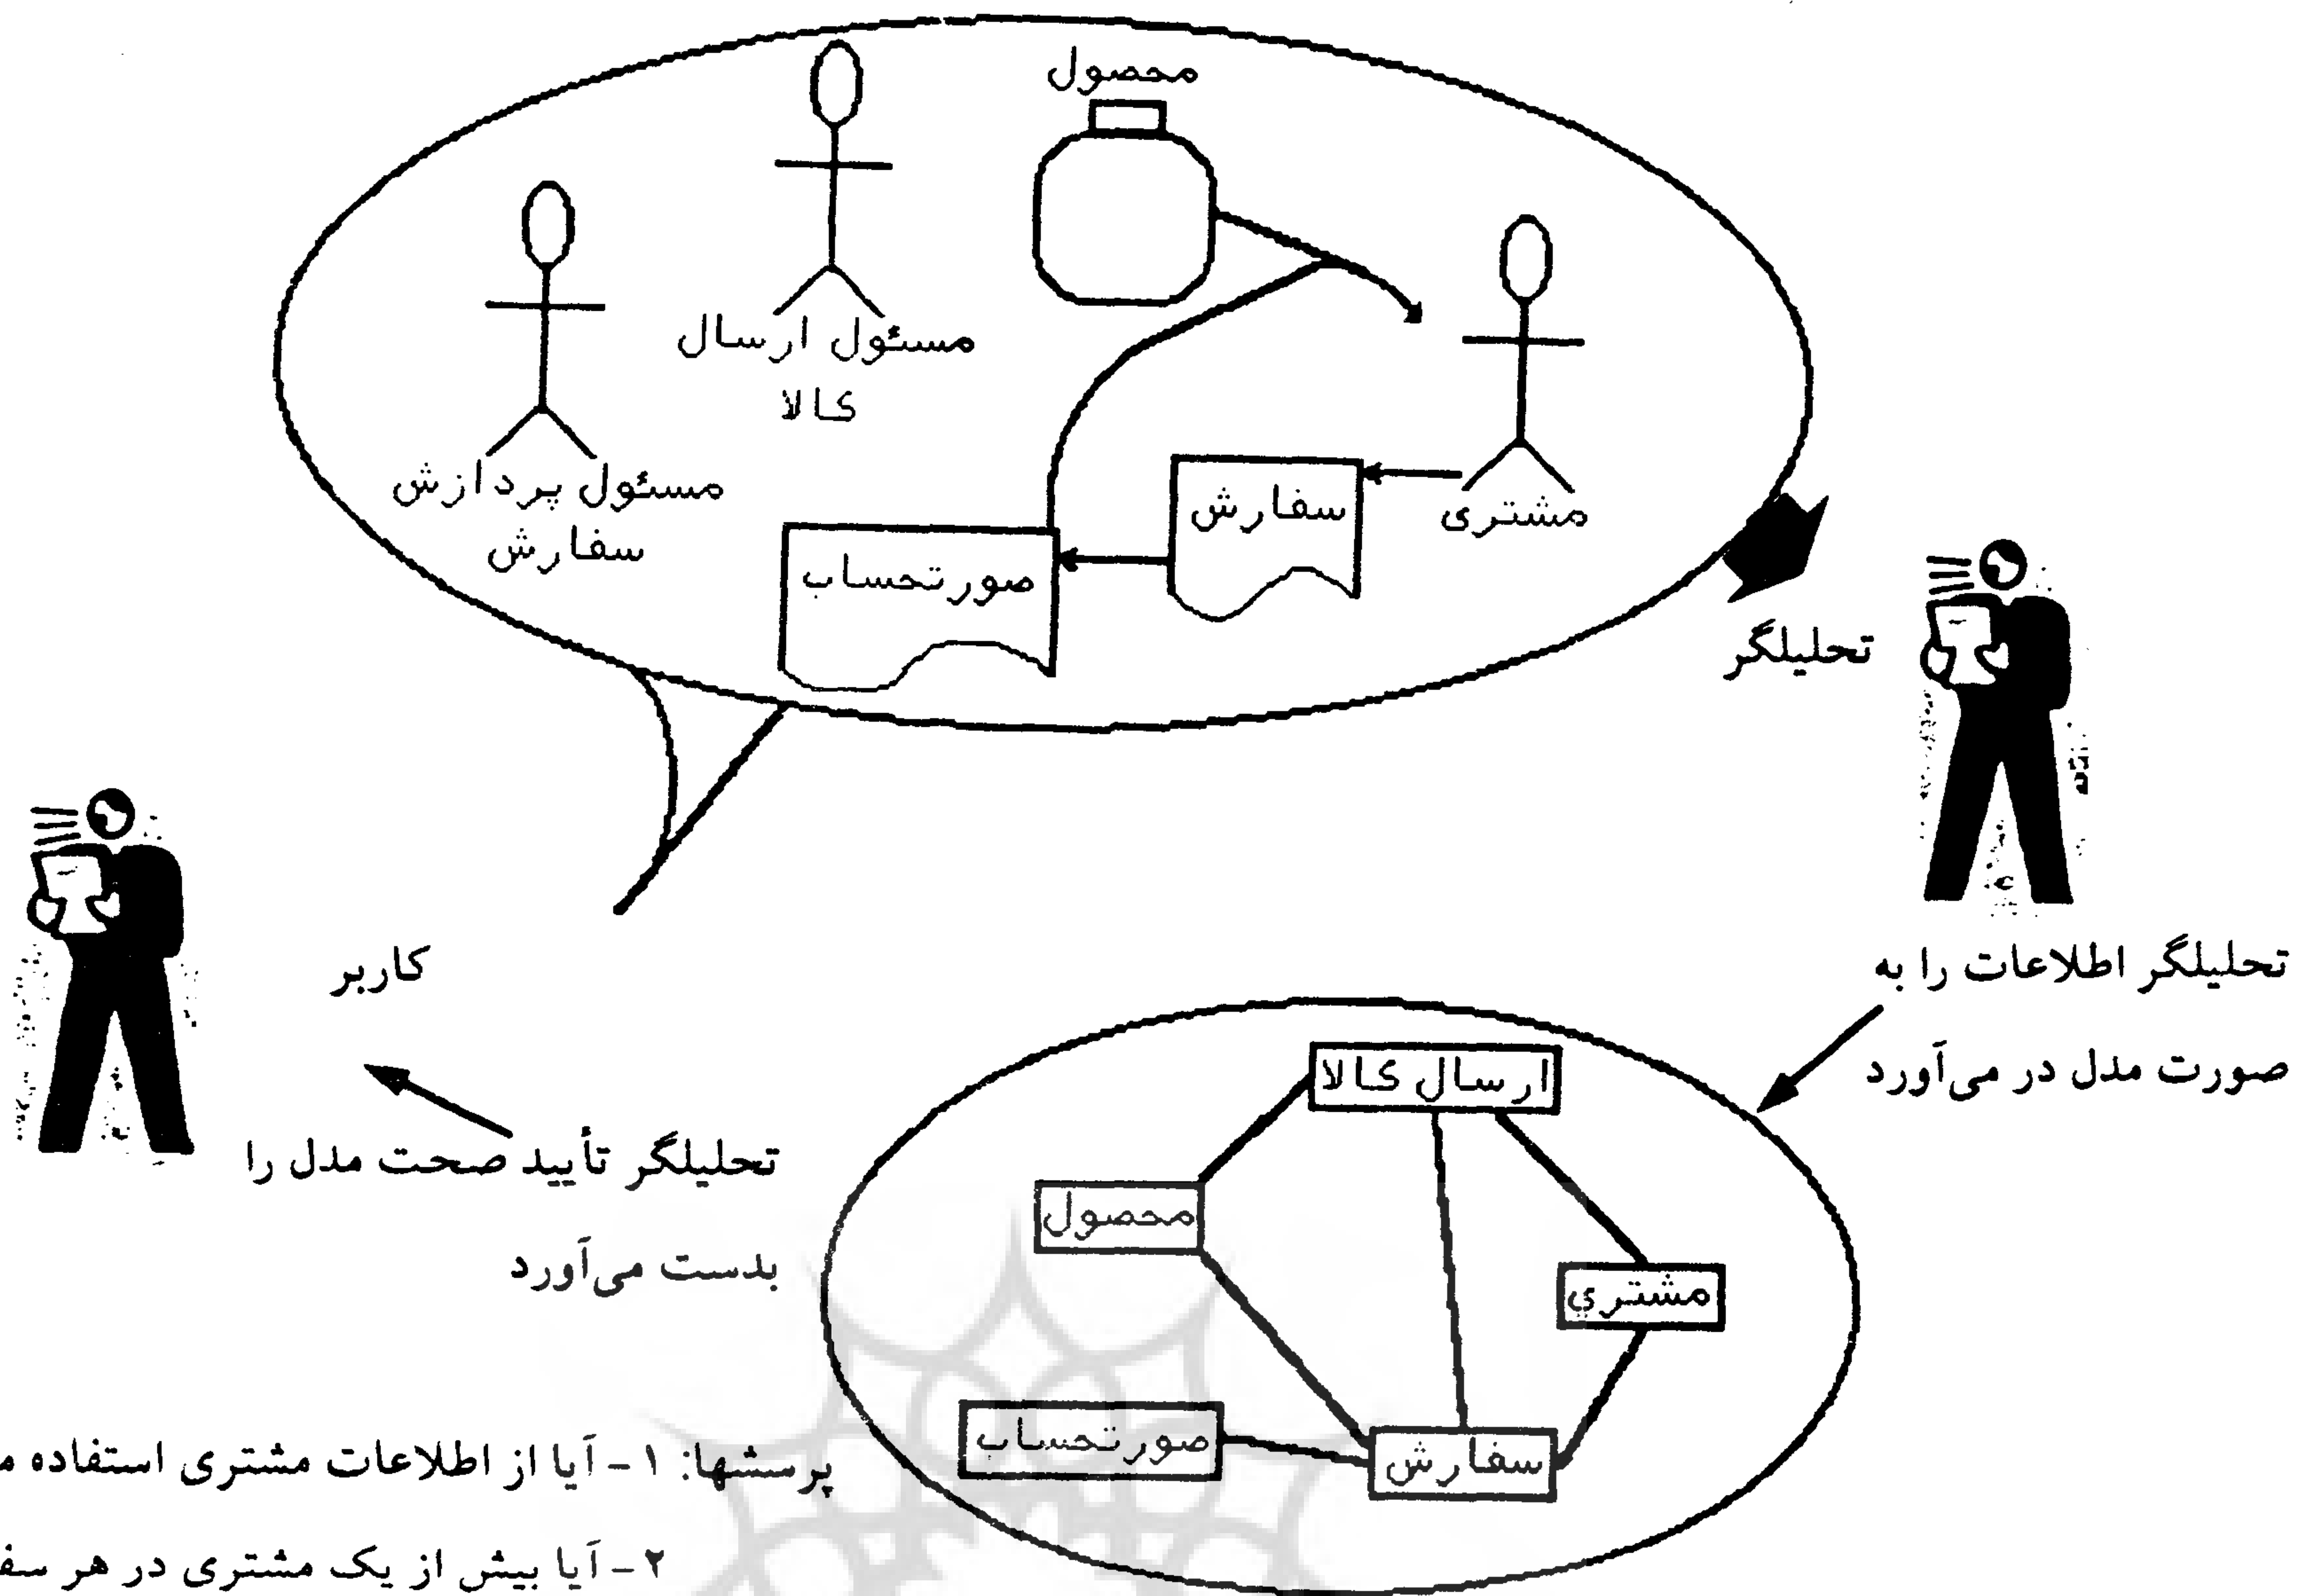 محصول
مسئول ارسال
کالا
مسئول پردازش
سفارش
سفارش
مشتری
صورتحساب
تحلیلگر
کاربر
تحلیلگر اطلاعات را به
صورت مدل در می‌آورد
تحلیلگر تأیید صحت مدل را
بدست می‌آورد
ارسال کالا
محصول
مشتري
صورتحساب
سفارش
پرسشها: ۱- آیا از اطلاعات مشتری استفاده
۲- آیا بیش از یک مشتری در هر